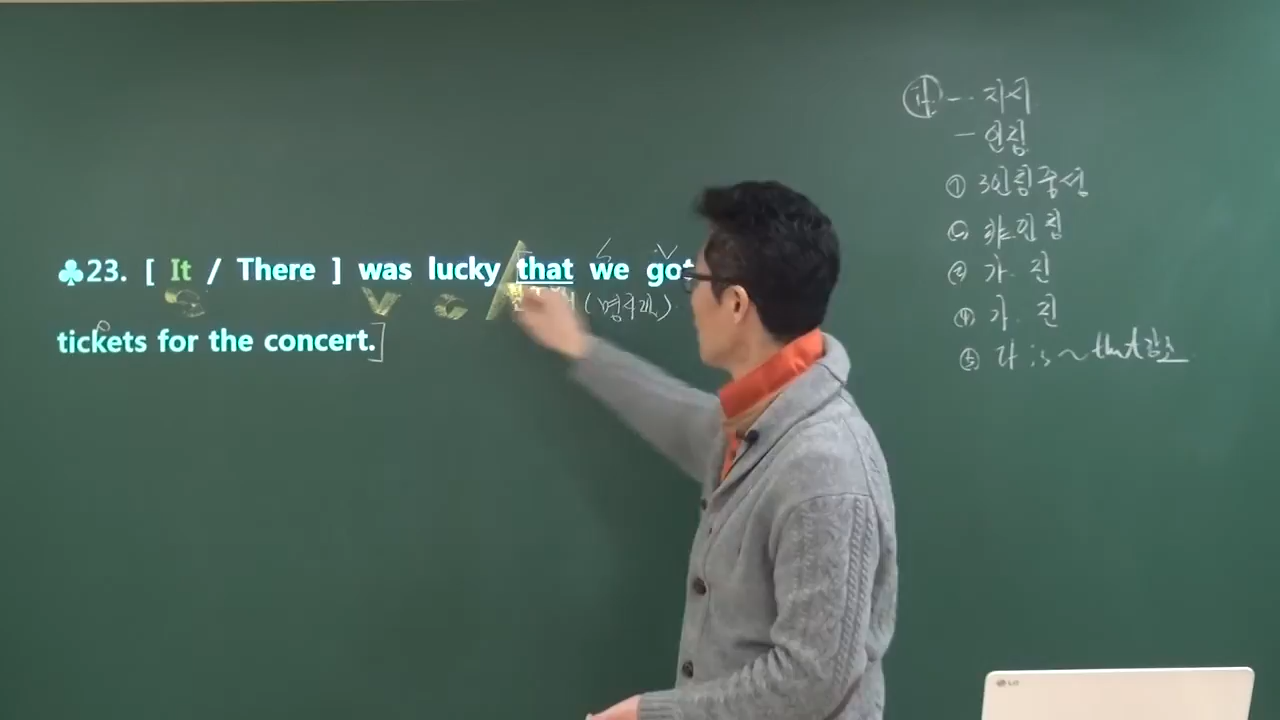 ♣23. [ It / There ] was lucky that we got
S V C (명사절)
tickets for the concert.]
- 지시
- 인칭
① 3인칭 중성
② 非인칭
③ 가. 진
④ 가. 진
⑤ is ~ that 강조
LG